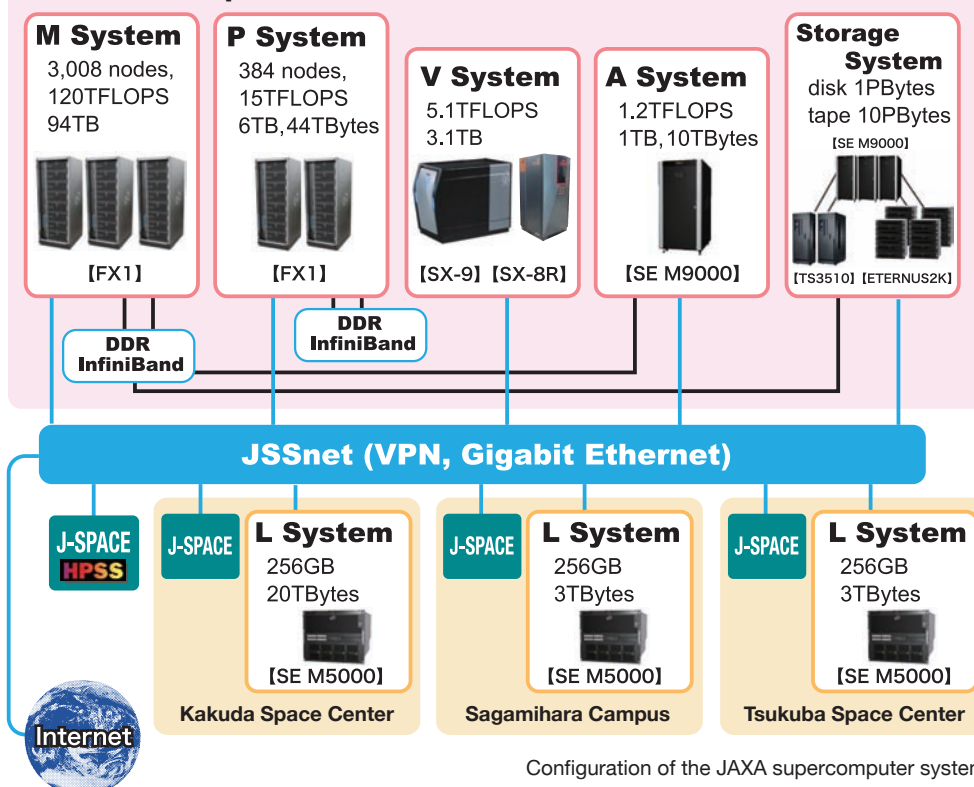 M System
3,008 nodes,
120TFLOPS
94TB
【FX1】
P System
384 nodes,
15TFLOPS
6TB,44TBytes
【FX1】
V System
5.1TFLOPS
3.1TB
【SX-9】【SX-8R】
A System
1.2TFLOPS
1TB,10TBytes
【SE M9000】
Storage
System
disk 1PBytes
tape 10PBytes
【SE M9000】
【TS3510】【ETERNUS2K】
DDR
InfiniBand
DDR
InfiniBand
JSSnet (VPN, Gigabit Ethernet)
J-SPACE
HPSS
J-SPACE
L System
256GB
20TBytes
【SE M5000】
Kakuda Space Center
J-SPACE
L System
256GB
3TBytes
【SE M5000】
Sagamihara Campus
J-SPACE
L System
256GB
3TBytes
【SE M5000】
Tsukuba Space Center
Internet
Configuration of the JAXA supercomputer system